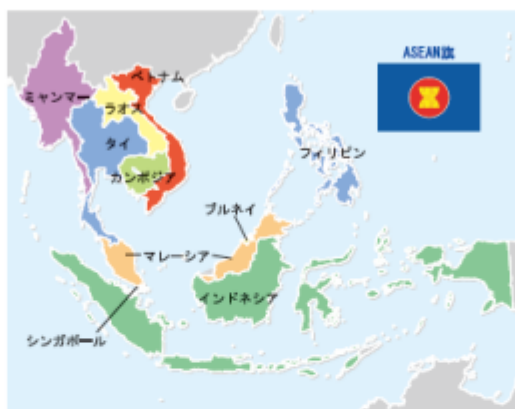 ASEAN旗
ベトナム
ミャンマー
ラオス
タイ
フィリピン
カンボジア
ブルネイ
マレーシア
インドネシア
シンガポール